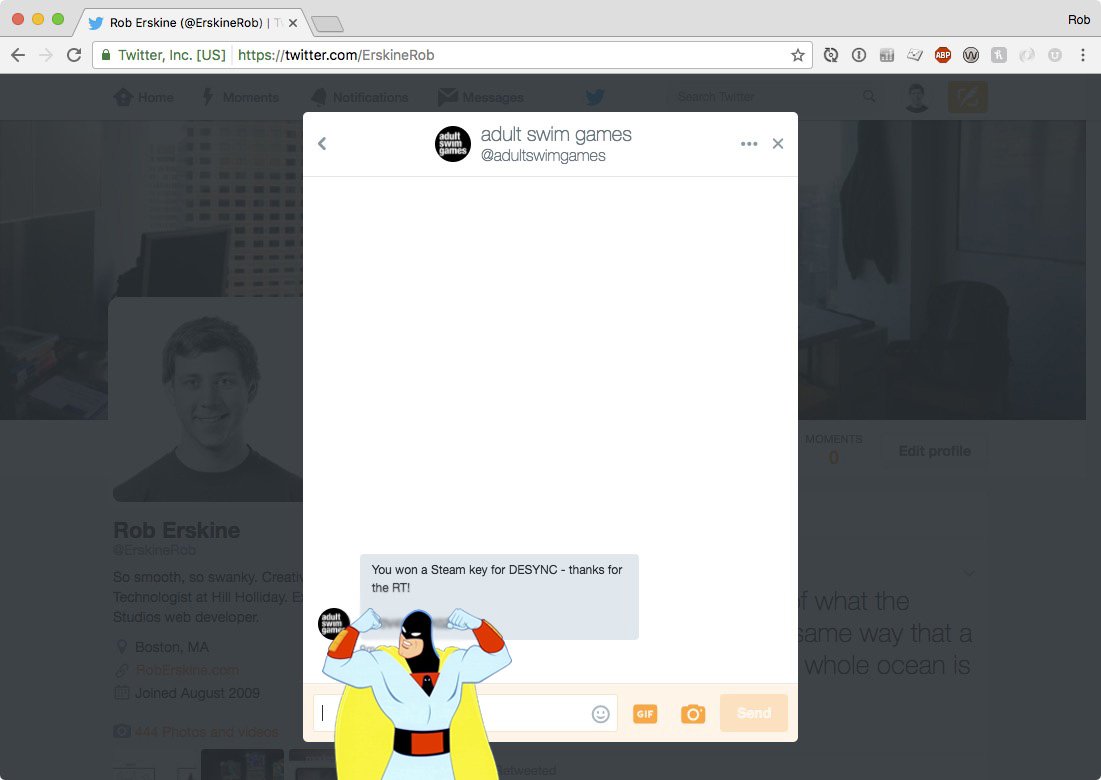 Rob Erskine (@ErskineRob) | Tw
Rob
Twitter, Inc. [US]
https://twitter.com/ErskineRob
ABP
W
Home
Moments
Notifications
Messages
Search Twitter
adult swim games
adult swim games
@adultswimgames
MOMENTS
0
Edit profile
Rob Erskine
@ErskineRob
So smooth, so swanky.
Technologist at Hill Holliday.
Studios web developer.
Boston, MA
RobErskine.com
Joined August 2009
444 Photos and videos
You won a Steam key for DESYNC - thanks for
the RT!
adult swim games
of what the
same way that a
whole ocean is
GIF
Send